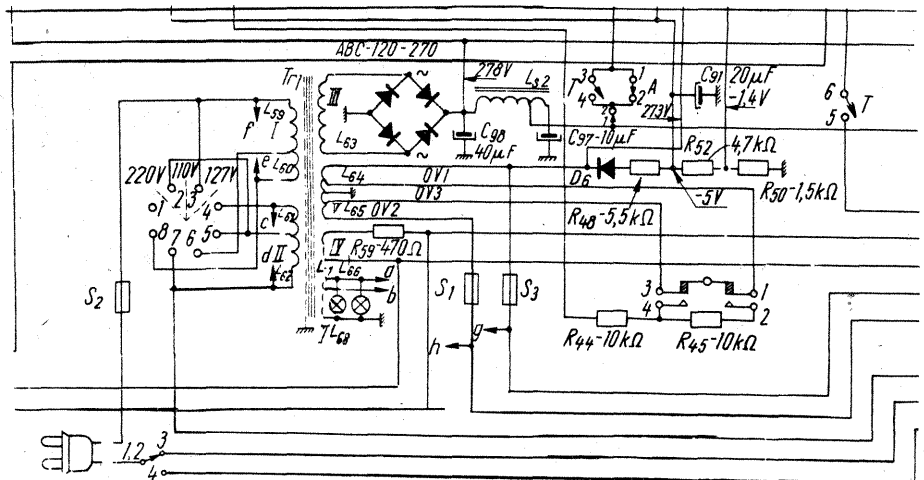 ABC-120-270
Tr1
III
~
278V
Ls2
3
1
T
A
4
2
2
1
C91
20μF
-1,4V
273V
6
T
5
L59
f
I
L63
C98
40μF
C97-10μF
R52
4,7kΩ
e
L60
220V
110V
127V
L64
0V1
D6
-5V
R50-1,5kΩ
1
2
3
4
c
L61
0V3
V
L65
0V2
R48-5,5kΩ
8
7
6
5
d
II
L62
IV
R59-470Ω
L66
a
b
S2
S1
S3
3
1
4
2
L68
g
h
R44-10kΩ
R45-10kΩ
1,2
3
4